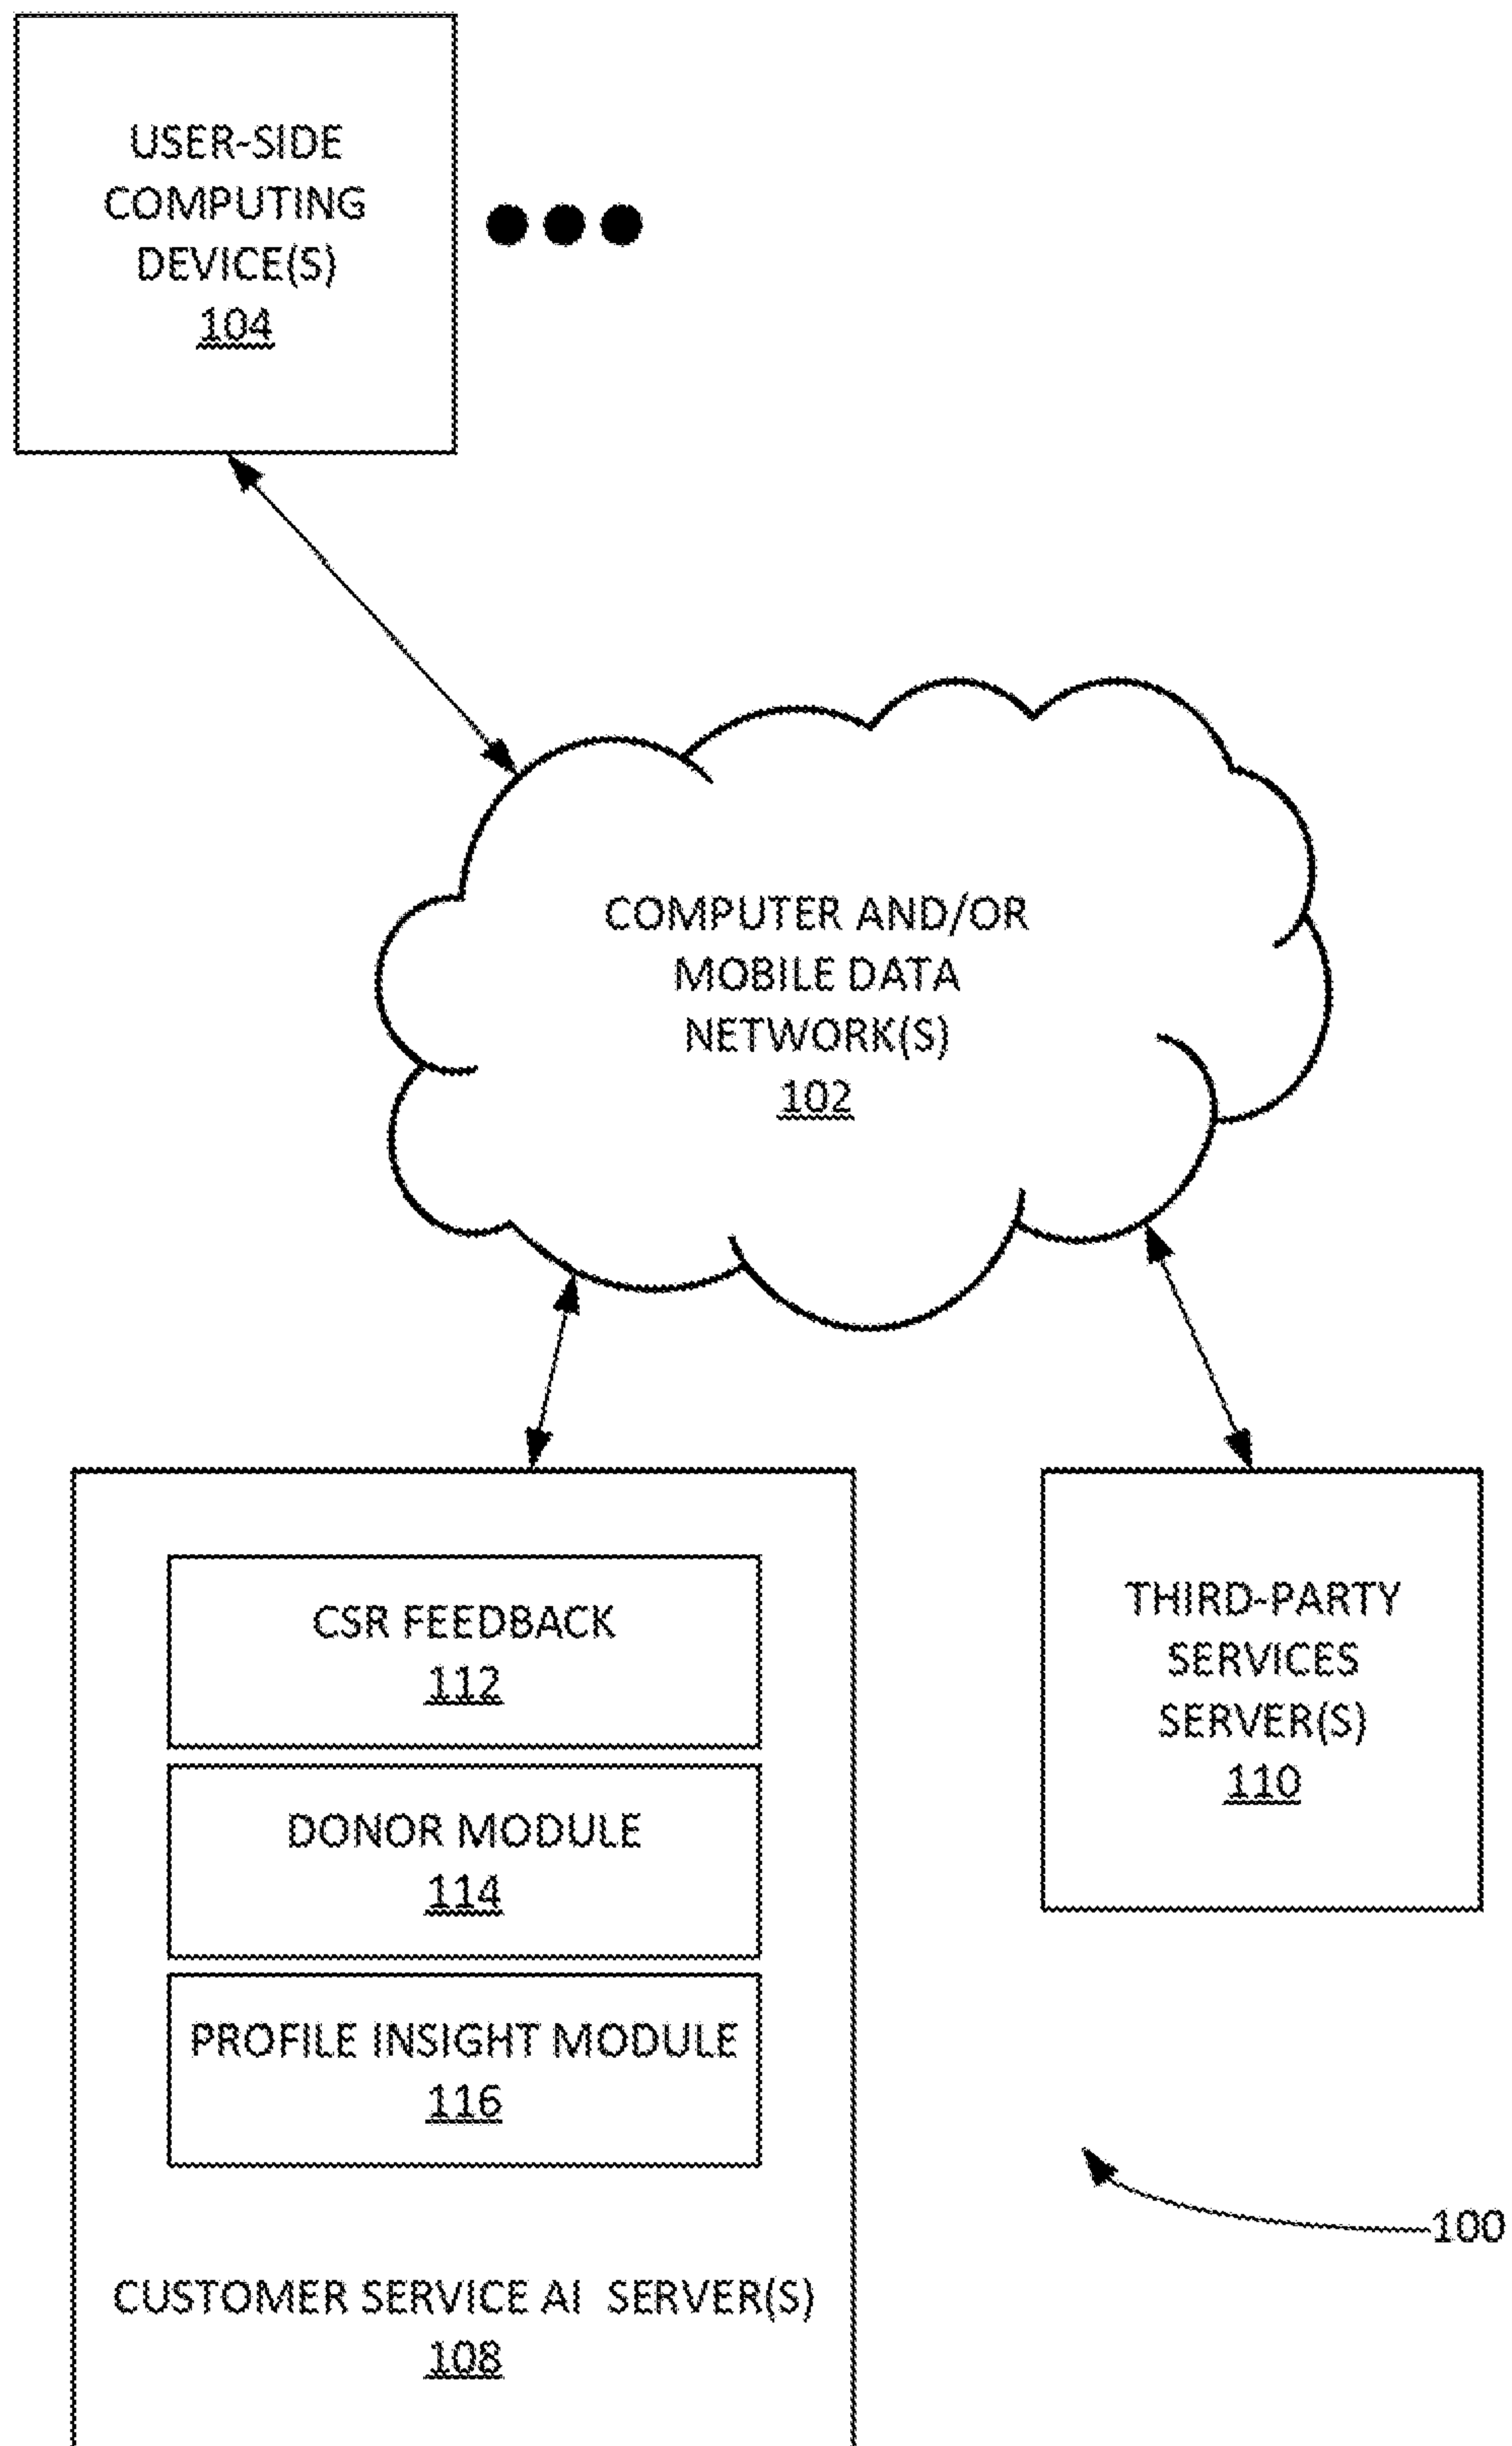 USER-SIDE
COMPUTING
DEVICE(S)
104
COMPUTER AND/OR
MOBILE DATA
NETWORK(S)
102
CSR FEEDBACK
112
DONOR MODULE
114
PROFILE INSIGHT MODULE
116
CUSTOMER SERVICE AI SERVER(S)
108
THIRD-PARTY
SERVICES
SERVER(S)
110
100